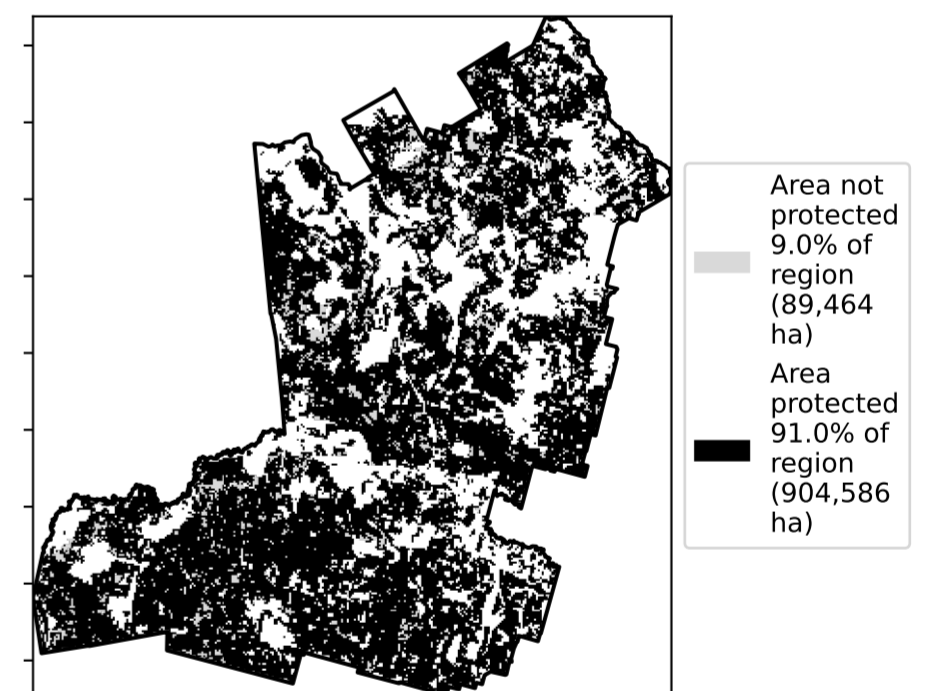 Area not
protected
9.0% of
region
(89,464
ha)
Area
protected
91.0% of
region
(904,586
ha)